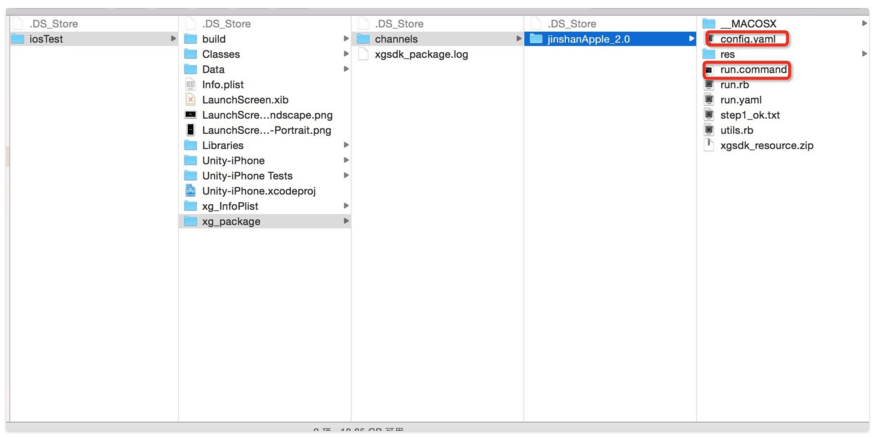 .DS_Store
iosTest
.DS_Store
build
Classes
Data
Info.plist
LaunchScreen.xib
LaunchScre...ndscape.png
LaunchScre...-Portrait.png
Libraries
Unity-iPhone
Unity-iPhone Tests
Unity-iPhone.xcodeproj
xg_InfoPlist
xg_package
.DS_Store
channels
xgsdk_package.log
.DS_Store
jinshanApple_2.0
__MACOSX
config.yaml
res
run.command
run.rb
run.yaml
step1_ok.txt
utils.rb
xgsdk_resource.zip